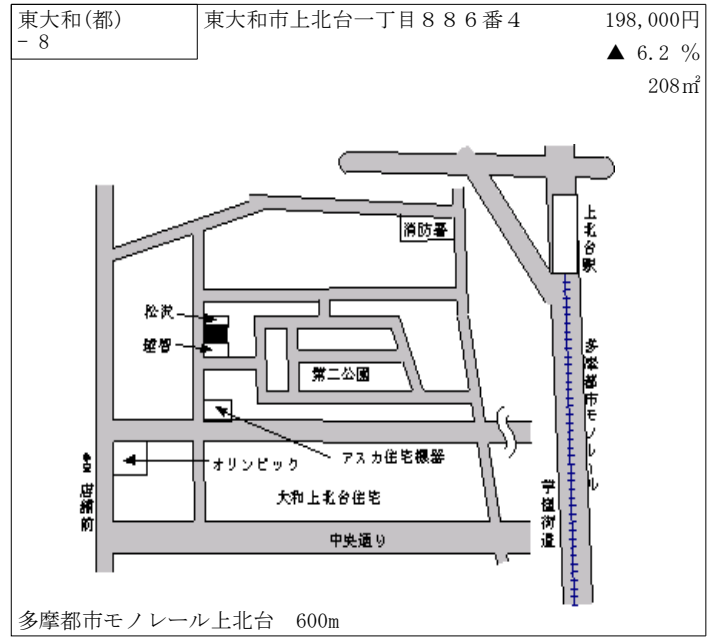 東大和(都)
- 8
東大和市上北台一丁目８８６番４
198,000円
▲ 6.2 %
208㎡
上北台駅
消防署
松沢
越智
多摩都市モノレール
第二公園
アスカ住宅機器
オリンピック
大和上北台住宅
芋窪街道
中央通り
多摩都市モノレール上北台　600m